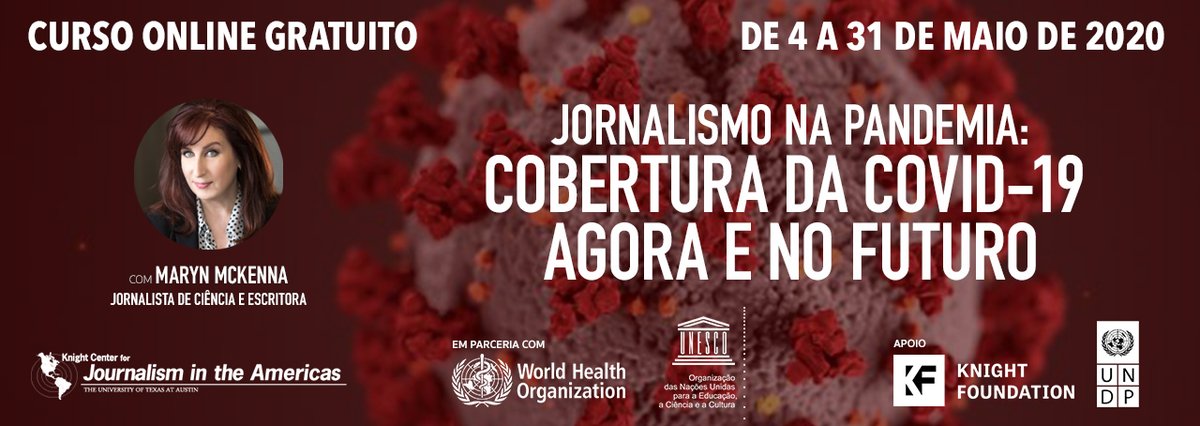 CURSO ONLINE GRATUITO
DE 4 A 31 DE MAIO DE 2020
JORNALISMO NA PANDEMIA:
COBERTURA DA COVID-19
AGORA E NO FUTURO
COM MARYN MCKENNA
JORNALISTA DE CIÊNCIA E ESCRITORA
Knight Center for
Journalism in the Americas
THE UNIVERSITY OF TEXAS AT AUSTIN
EM PARCERIA COM
World Health
Organization
UNESCO
Organização
das Nações Unidas
para a Educação,
a Ciência e a Cultura
APOIO
KF
KNIGHT
FOUNDATION
U N
D P